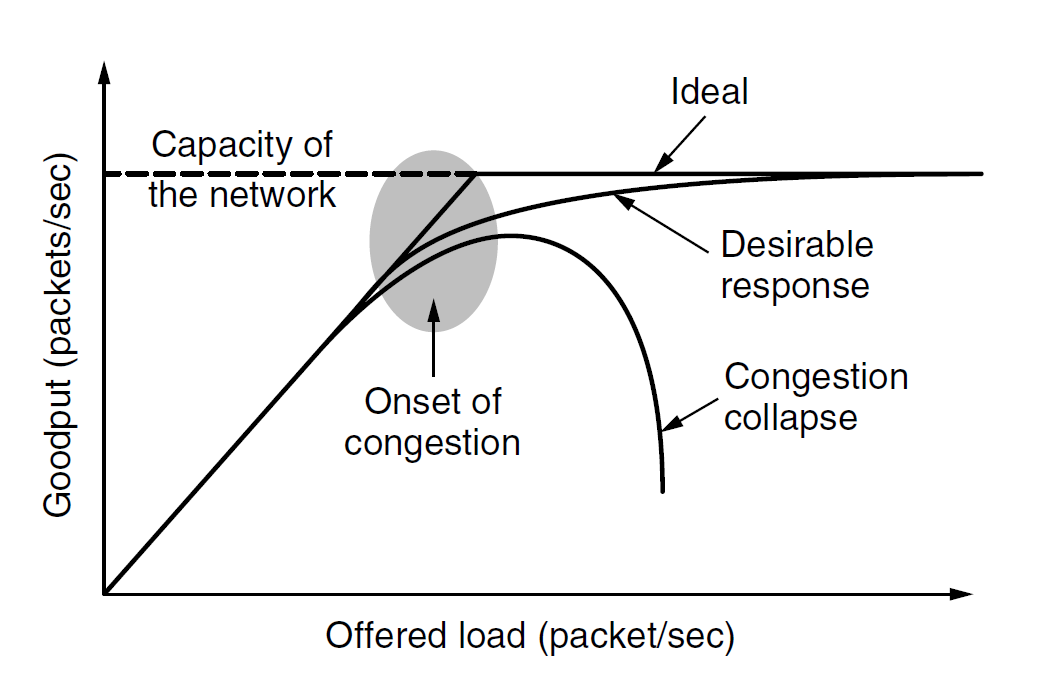 Ideal
Capacity of
the network
Desirable
response
Congestion
collapse
Onset of
congestion
Goodput (packets/sec)
Offered load (packet/sec)